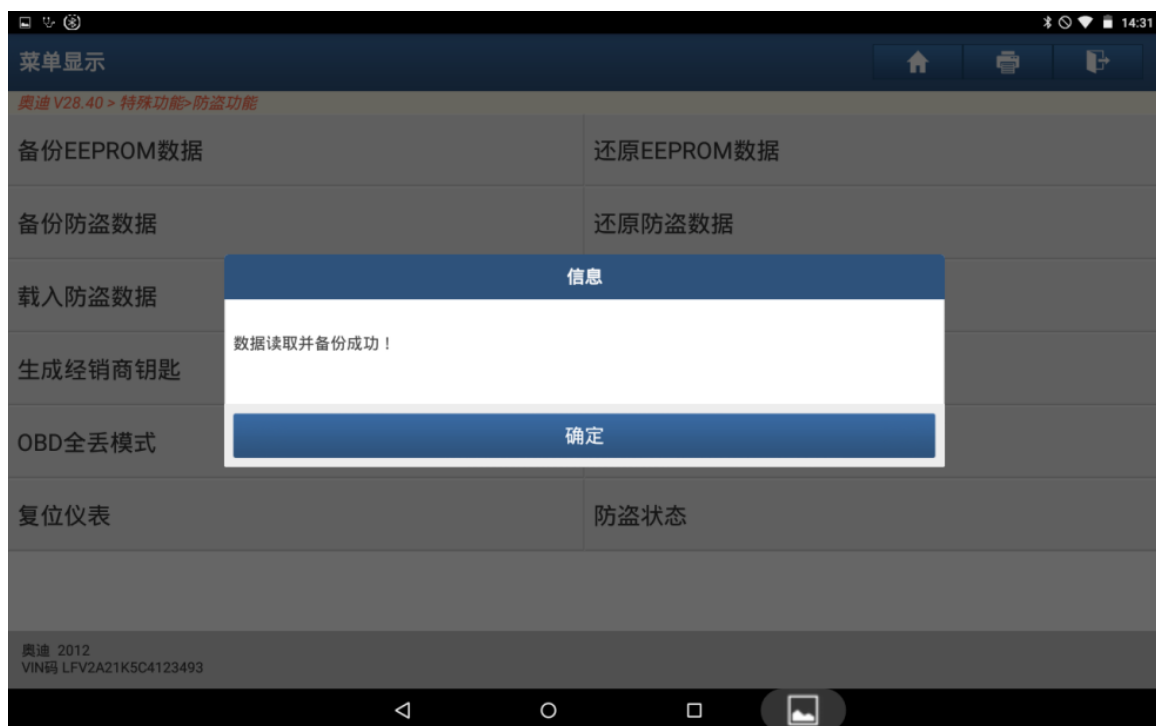 14:31
菜单显示
奥迪 V28.40 > 特殊功能>防盗功能
备份EEPROM数据
还原EEPROM数据
备份防盗数据
还原防盗数据
载入防盗数据
信息
数据读取并备份成功！
确定
生成经销商钥匙
OBD全丢模式
复位仪表
防盗状态
奥迪 2012
VIN码 LFV2A21K5C4123493